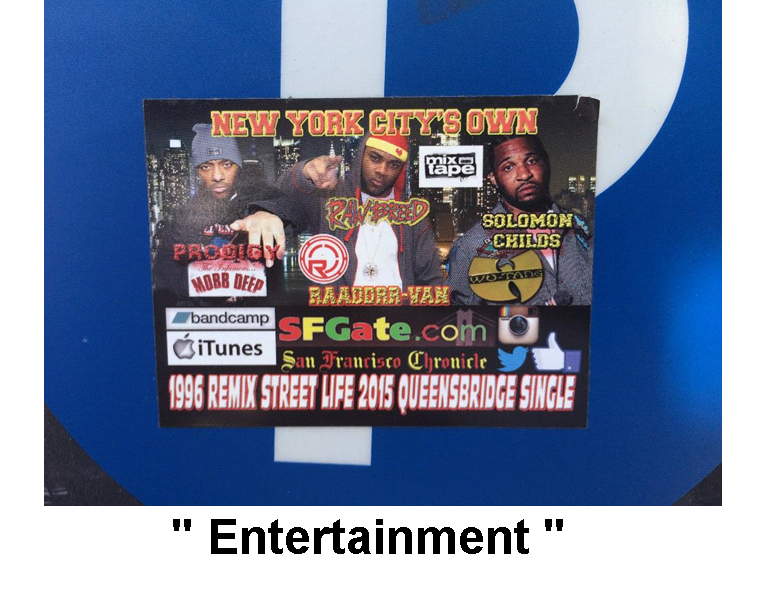 NEW YORK CITY'S OWN
mix
tape
RAW-BREED
SOLOMON
CHILDS
PRODIGY
The Infamous...
MOBB DEEP
R
WU-TANG
RAADDRR-VAN
bandcamp
SFGate.com
iTunes
San Francisco Chronicle
1996 REMIX STREET LIFE 2015 QUEENSBRIDGE SINGLE
" Entertainment "